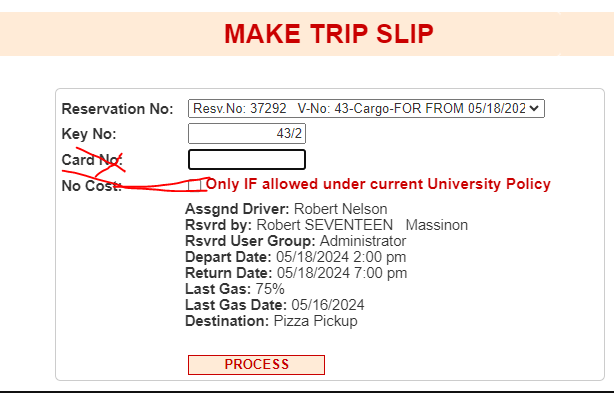 MAKE TRIP SLIP
Reservation No: Resv.No: 37292 V-No: 43-Cargo-FOR FROM 05/18/202
Key No: 43/2
Card No:
No Cost: Only IF allowed under current University Policy
Assgnd Driver: Robert Nelson
Rsvrd by: Robert SEVENTEEN Massinon
Rsvrd User Group: Administrator
Depart Date: 05/18/2024 2:00 pm
Return Date: 05/18/2024 7:00 pm
Last Gas: 75%
Last Gas Date: 05/16/2024
Destination: Pizza Pickup
PROCESS